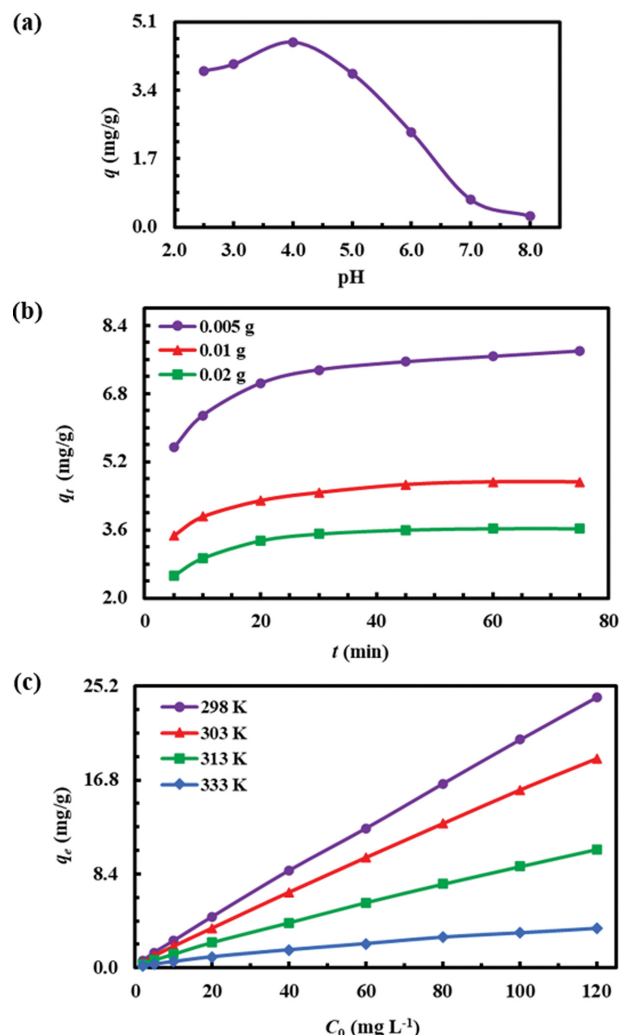 (a)
5.1
3.4
1.7
0.0
q (mg/g)
2.0 3.0 4.0 5.0 6.0 7.0 8.0
pH
(b)
8.4
6.8
5.2
3.6
2.0
qt (mg/g)
0.005 g
0.01 g
0.02 g
0 20 40 60 80
t (min)
(c)
25.2
16.8
8.4
0.0
qe (mg/g)
298 K
303 K
313 K
333 K
0 20 40 60 80 100 120
C0 (mg L-1)